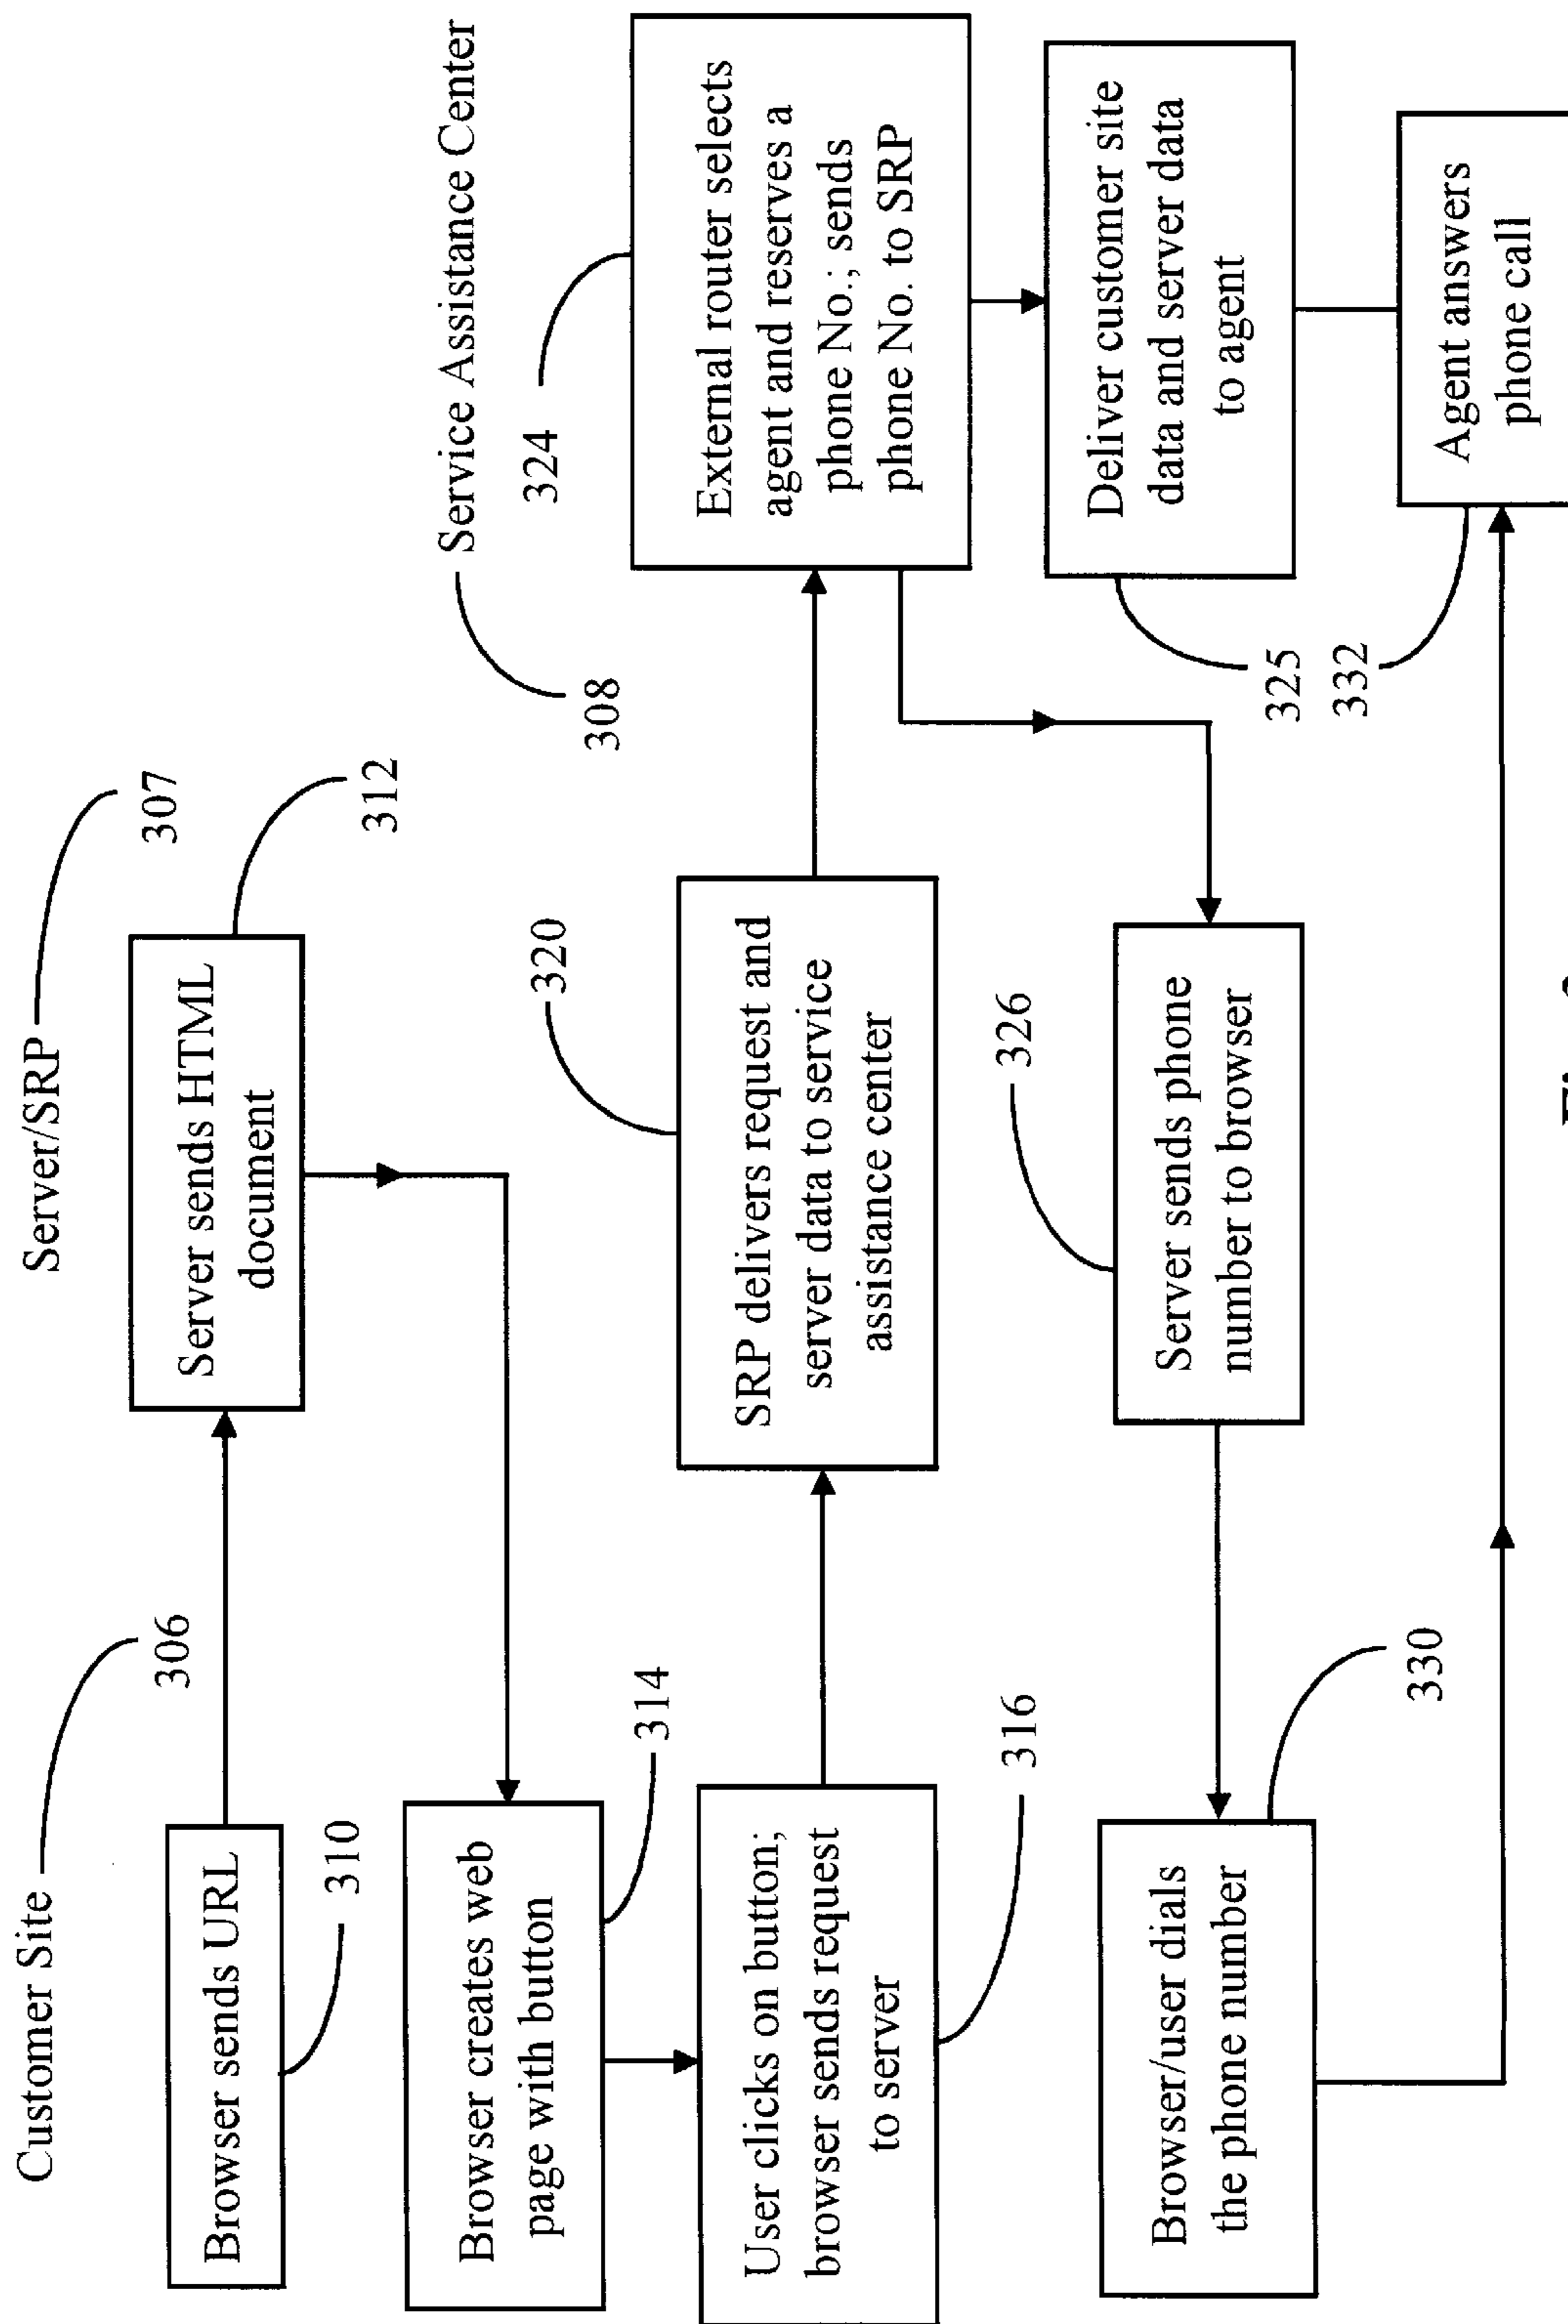 Customer Site
306
Server/SRP
307
Service Assistance Center
308
Browser sends URL
310
Server sends HTML
document
312
Browser creates web
page with button
314
User clicks on button;
browser sends request
to server
316
SRP delivers request and
server data to service
assistance center
320
External router selects
agent and reserves a
phone No.; sends
phone No. to SRP
324
Deliver customer site
data and server data
to agent
325
Server sends phone
number to browser
326
Browser/user dials
the phone number
330
Agent answers
phone call
332